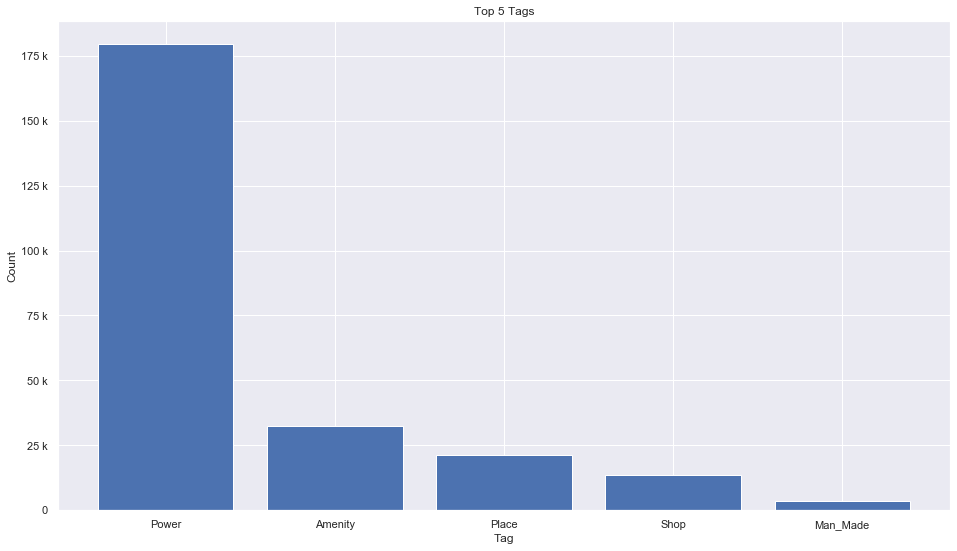 Top 5 Tags
175 k
150 k
125 k
100 k
75 k
50 k
25 k
0
Count
Power Amenity Place Shop Man_Made
Tag